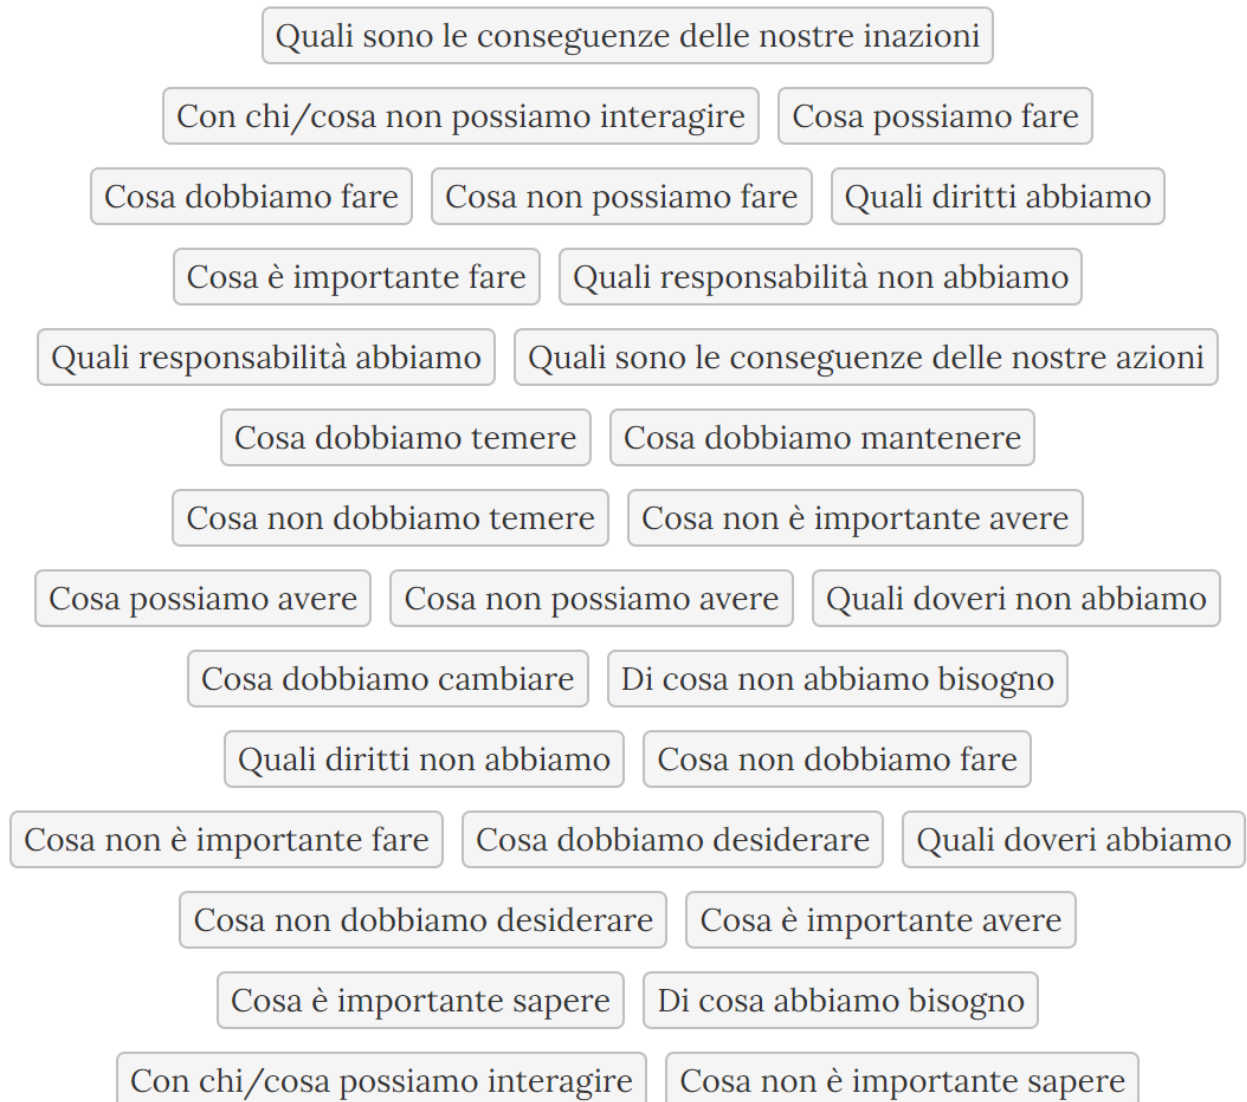 Quali sono le conseguenze delle nostre inazioni
Con chi/cosa non possiamo interagire Cosa possiamo fare
Cosa dobbiamo fare Cosa non possiamo fare Quali diritti abbiamo
Cosa è importante fare Quali responsabilità non abbiamo
Quali responsabilità abbiamo Quali sono le conseguenze delle nostre azioni
Cosa dobbiamo temere Cosa dobbiamo mantenere
Cosa non dobbiamo temere Cosa non è importante avere
Cosa possiamo avere Cosa non possiamo avere Quali doveri non abbiamo
Cosa dobbiamo cambiare Di cosa non abbiamo bisogno
Quali diritti non abbiamo Cosa non dobbiamo fare
Cosa non è importante fare Cosa dobbiamo desiderare Quali doveri abbiamo
Cosa non dobbiamo desiderare Cosa è importante avere
Cosa è importante sapere Di cosa abbiamo bisogno
Con chi/cosa possiamo interagire Cosa non è importante sapere